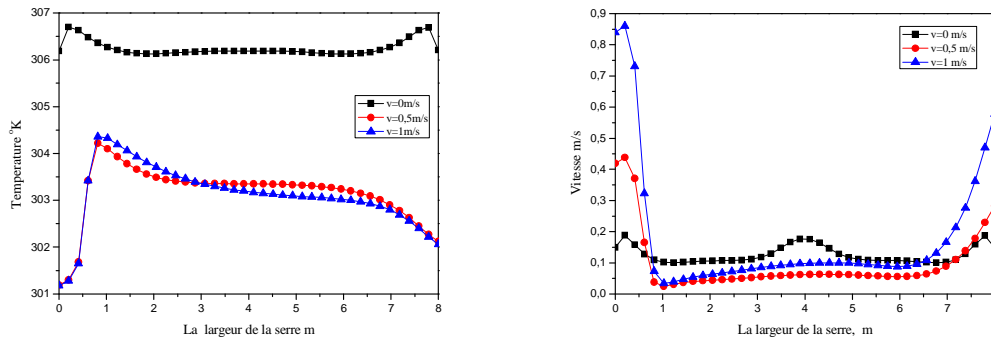 307
306
305
304
303
302
301
Temperature °K
v=0m/s
v=0,5m/s
v=1m/s
0 1 2 3 4 5 6 7 8
La largeur de la serre m
0,9
0,8
0,7
0,6
0,5
0,4
0,3
0,2
0,1
0,0
Vitesse m/s
v=0 m/s
v=0,5 m/s
v=1 m/s
0 1 2 3 4 5 6 7 8
La largeur de la serre, m